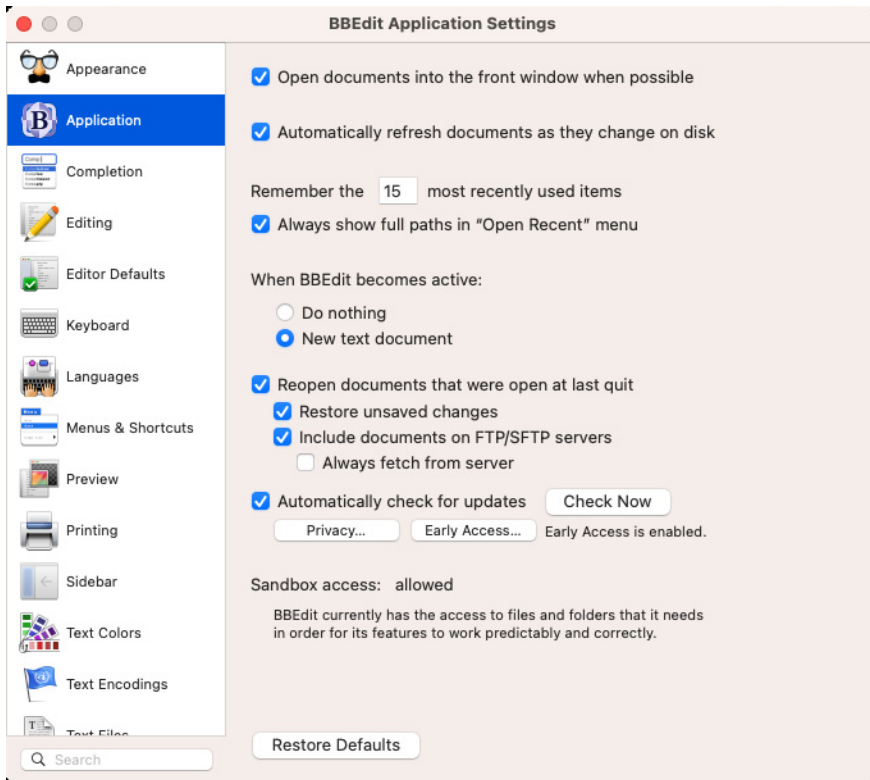 BBEdit Application Settings
Appearance
Application
Completion
Editing
Editor Defaults
Keyboard
Languages
Menus & Shortcuts
Preview
Printing
Sidebar
Text Colors
Text Encodings
Text Files
Search
Open documents into the front window when possible
Automatically refresh documents as they change on disk
Remember the 15 most recently used items
Always show full paths in “Open Recent” menu
When BBEdit becomes active:
Do nothing
New text document
Reopen documents that were open at last quit
Restore unsaved changes
Include documents on FTP/SFTP servers
Always fetch from server
Automatically check for updates Check Now
Privacy... Early Access... Early Access is enabled.
Sandbox access: allowed
BBEdit currently has the access to files and folders that it needs
in order for its features to work predictably and correctly.
Restore Defaults